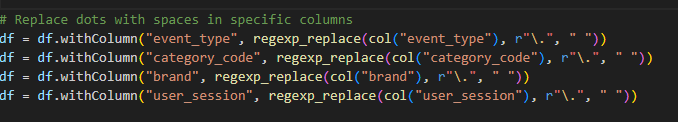 # Replace dots with spaces in specific columns
df = df.withColumn("event_type", regexp_replace(col("event_type"), r"\.", " "))
df = df.withColumn("category_code", regexp_replace(col("category_code"), r"\.", " "))
df = df.withColumn("brand", regexp_replace(col("brand"), r"\.", " "))
df = df.withColumn("user_session", regexp_replace(col("user_session"), r"\.", " "))